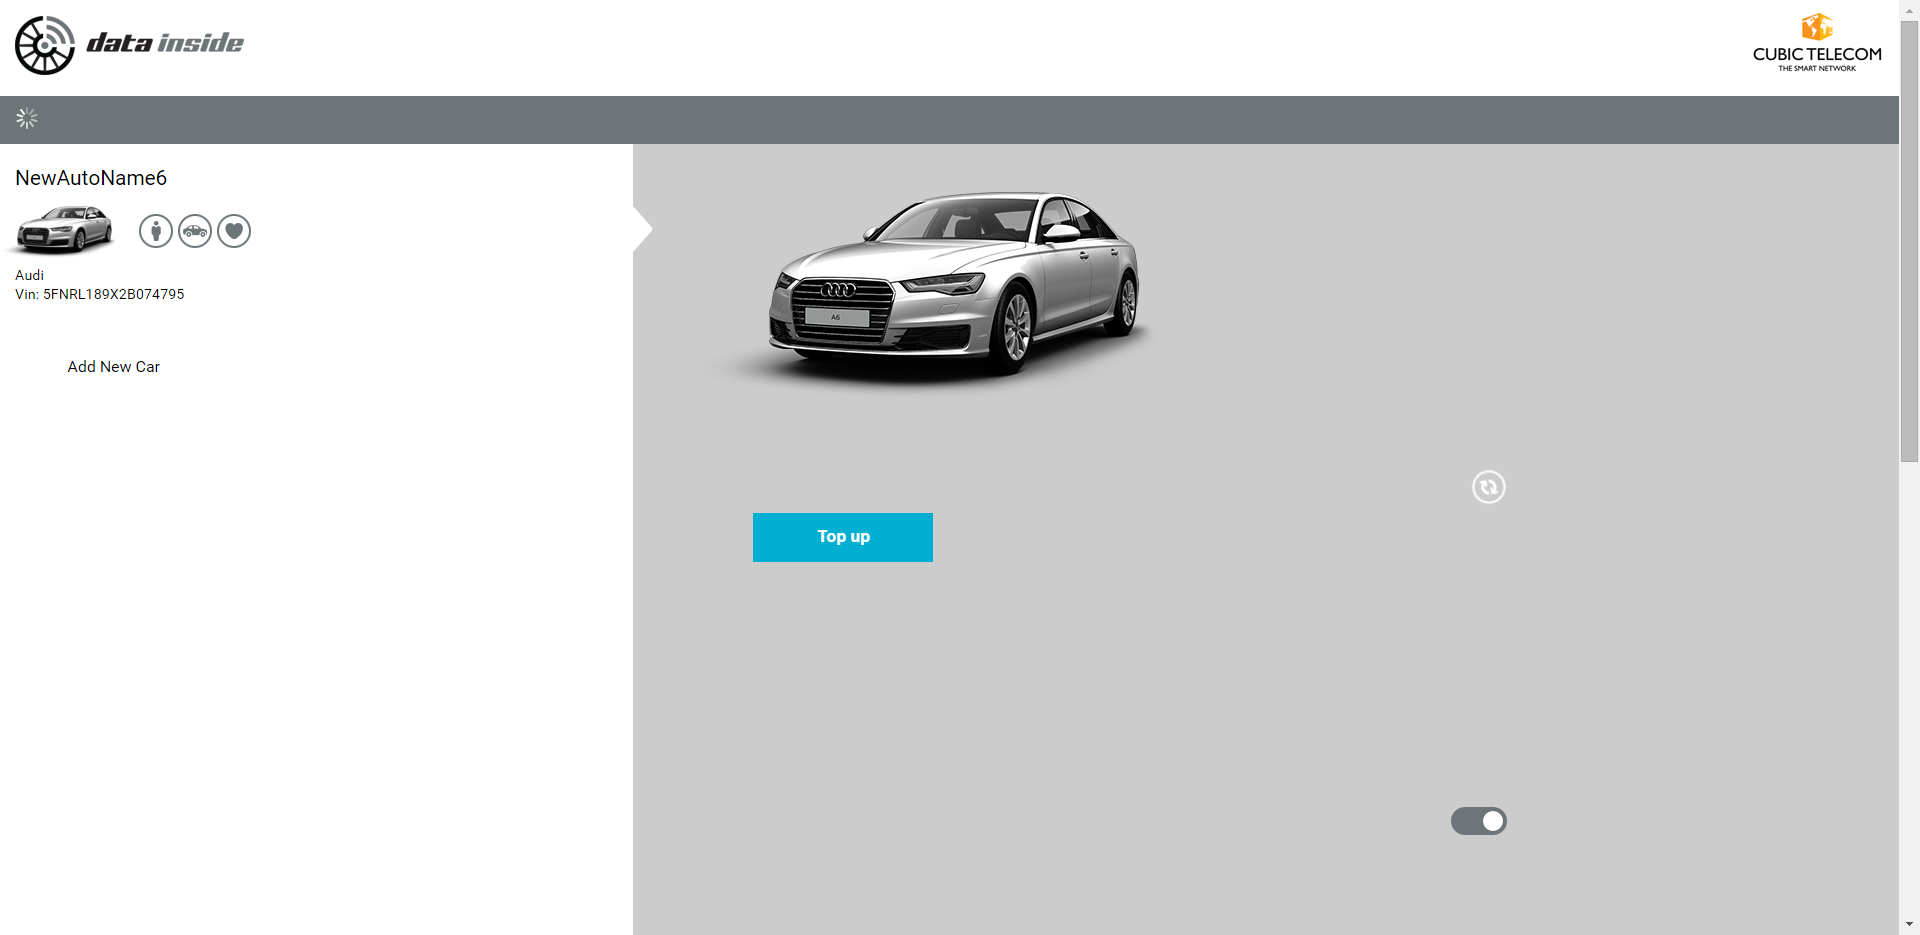 data inside
CUBIC TELECOM
THE SMART NETWORK
NewAutoName6
Audi
Vin: 5FNRL189X2B074795
Add New Car
A6
Top up